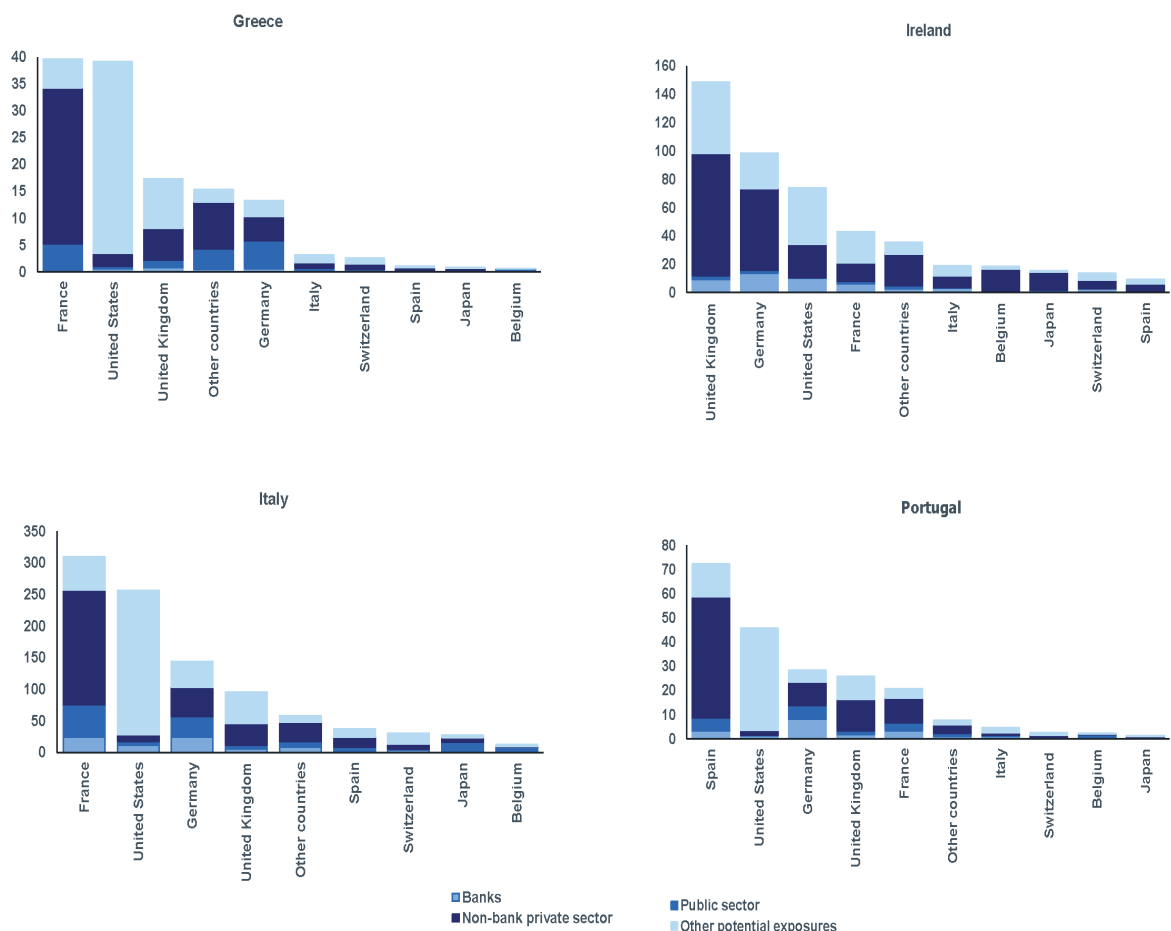 Greece
40
35
30
25
20
15
10
5
0
France
United States
United Kingdom
Other countries
Germany
Italy
Switzerland
Spain
Japan
Belgium
Ireland
160
140
120
100
80
60
40
20
0
United Kingdom
Germany
United States
France
Other countries
Italy
Belgium
Japan
Switzerland
Spain
Italy
350
300
250
200
150
100
50
0
France
United States
Germany
United Kingdom
Other countries
Spain
Switzerland
Japan
Belgium
Portugal
80
70
60
50
40
30
20
10
0
Spain
United States
Germany
United Kingdom
France
Other countries
Italy
Switzerland
Belgium
Japan
Banks
Non-bank private sector
Public sector
Other potential exposures